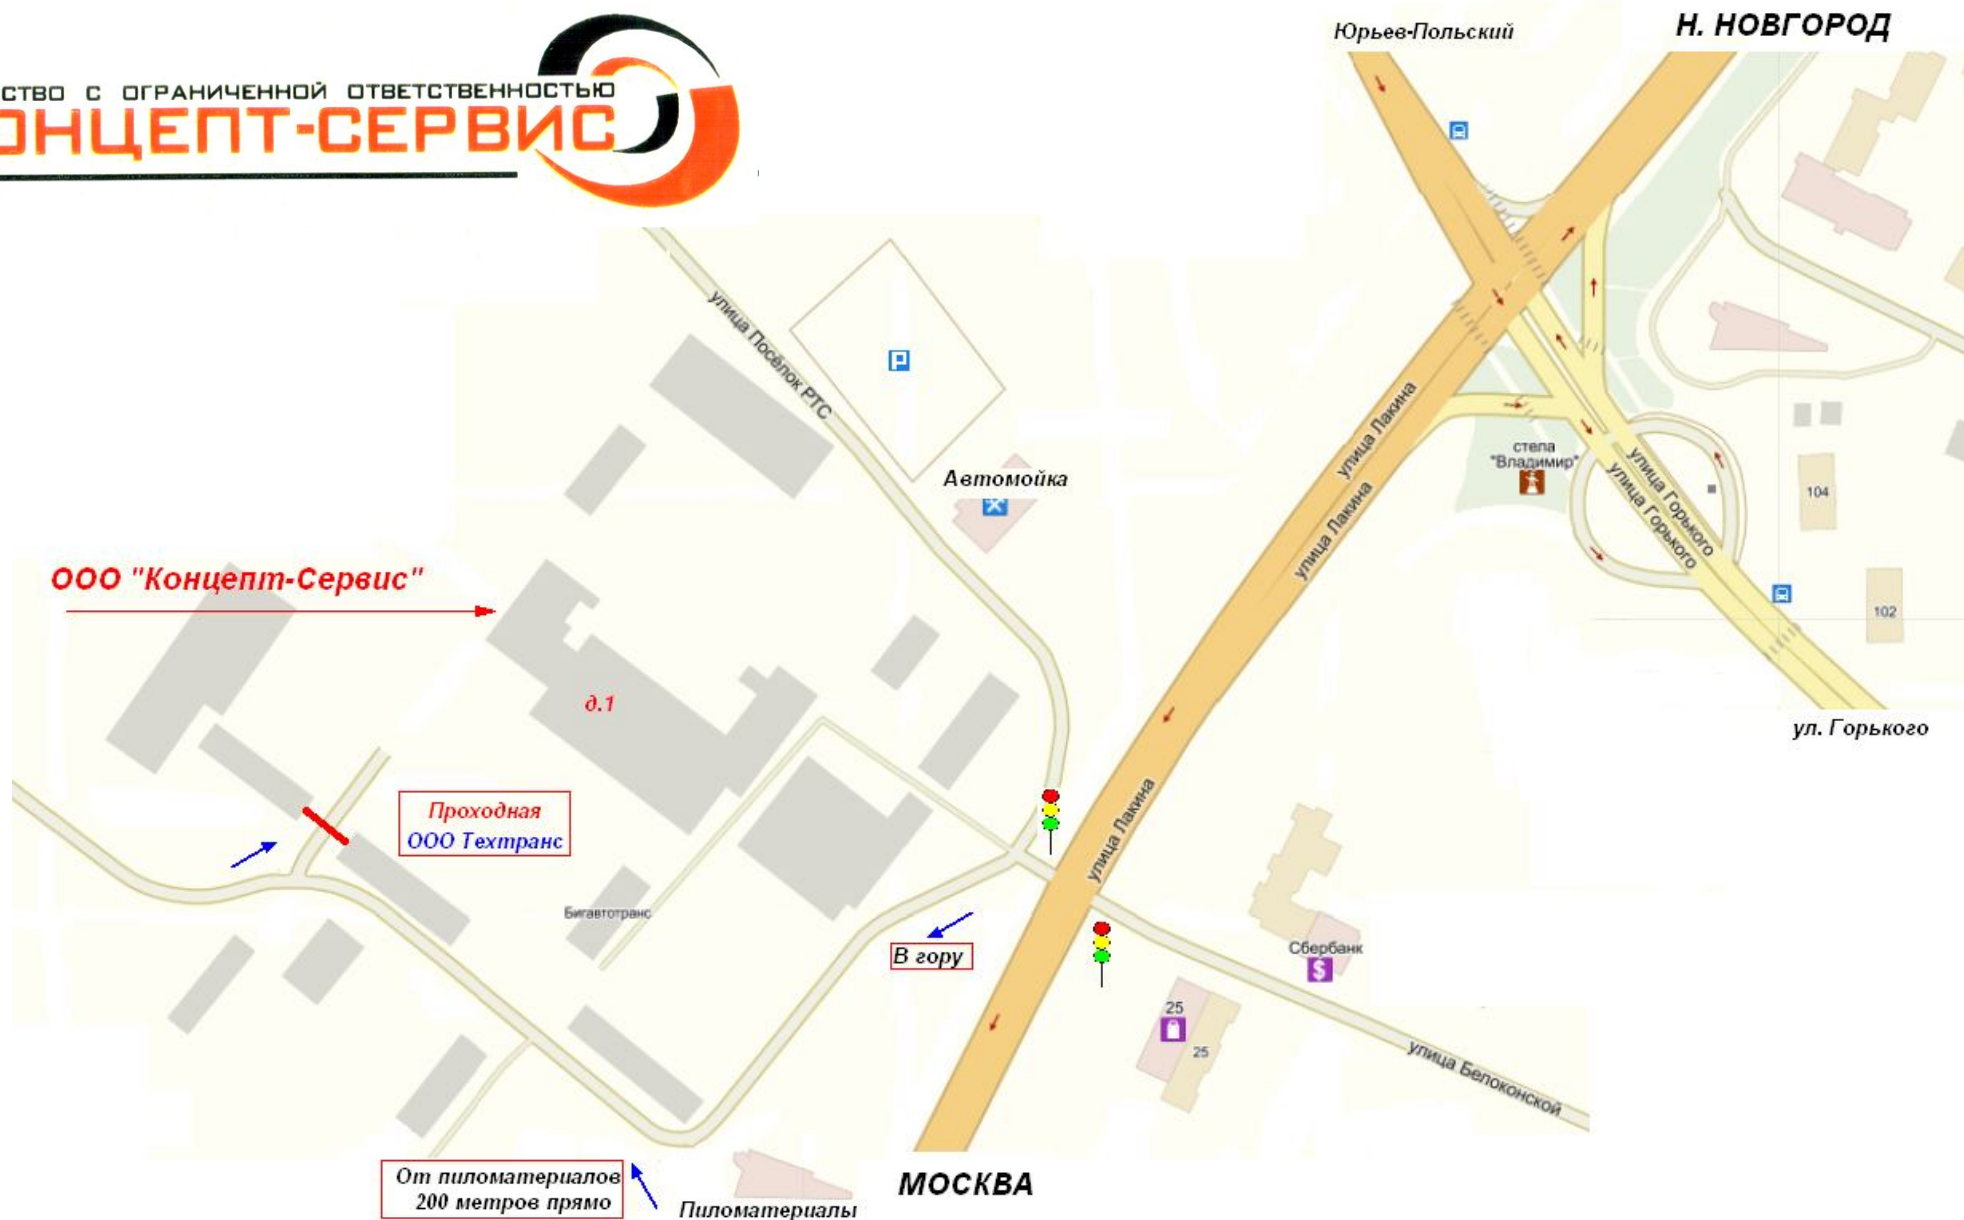 Юрьев-Польский
Н. НОВГОРОД
СТВО С ОГРАНИЧЕННОЙ ОТВЕТСТВЕННОСТЬЮ
ОНЦЕПТ-СЕРВИС
улица Посёлок РТС
P
Автомойка
улица Лакина
улица Лакина
стела
"Владимир"
улица Горького
улица Горького
104
102
ООО "Концепт-Сервис"
д.1
ул. Горького
Проходная
ООО Техтранс
улица Лакина
Бигавтотранс
В гору
Сбербанк
$
25
25
улица Белоконской
От пиломатериалов
200 метров прямо
Пиломатериалы
МОСКВА